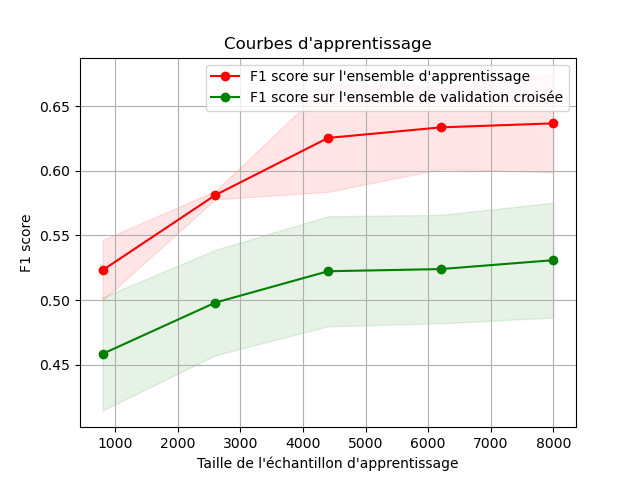 Courbes d'apprentissage
F1 score sur l'ensemble d'apprentissage
F1 score sur l'ensemble de validation croisée
F1 score
0.65
0.60
0.55
0.50
0.45
1000 2000 3000 4000 5000 6000 7000 8000
Taille de l'échantillon d'apprentissage